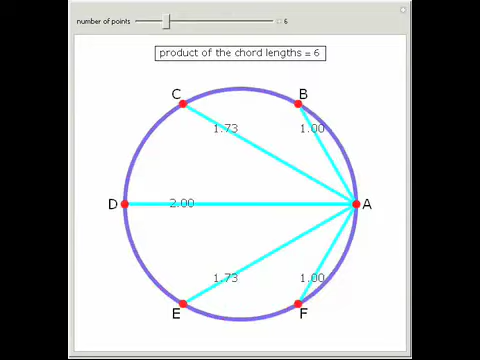 number of points 6
product of the chord lengths = 6
C B
1.73 1.00
D 2.00 A
1.73 1.00
E F